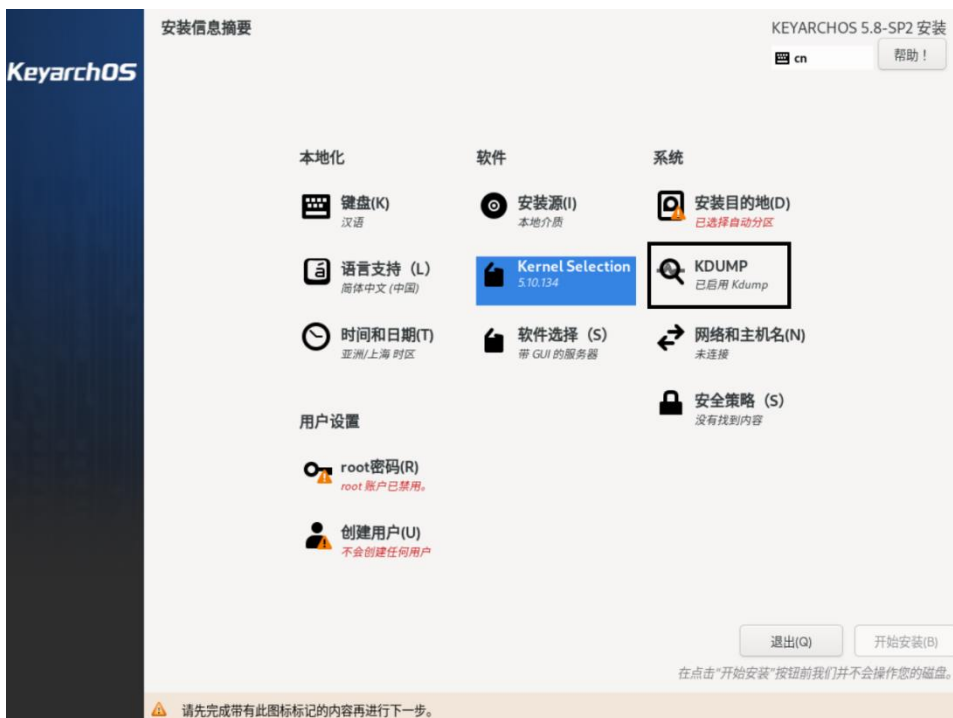 安装信息摘要
KEYARCHOS 5.8-SP2 安装
cn
帮助！
KeyarchOS
本地化
键盘(K)
汉语
语言支持（L）
简体中文 (中国)
时间和日期(T)
亚洲/上海 时区
软件
安装源(I)
本地介质
Kernel Selection
5.10.134
软件选择（S）
带 GUI 的服务器
系统
安装目的地(D)
已选择自动分区
KDUMP
已启用 Kdump
网络和主机名(N)
未连接
安全策略（S）
没有找到内容
用户设置
root密码(R)
root 账户已禁用。
创建用户(U)
不会创建任何用户
退出(Q)
开始安装(B)
在点击"开始安装"按钮前我们并不会操作您的磁盘。
请先完成带有此图标标记的内容再进行下一步。